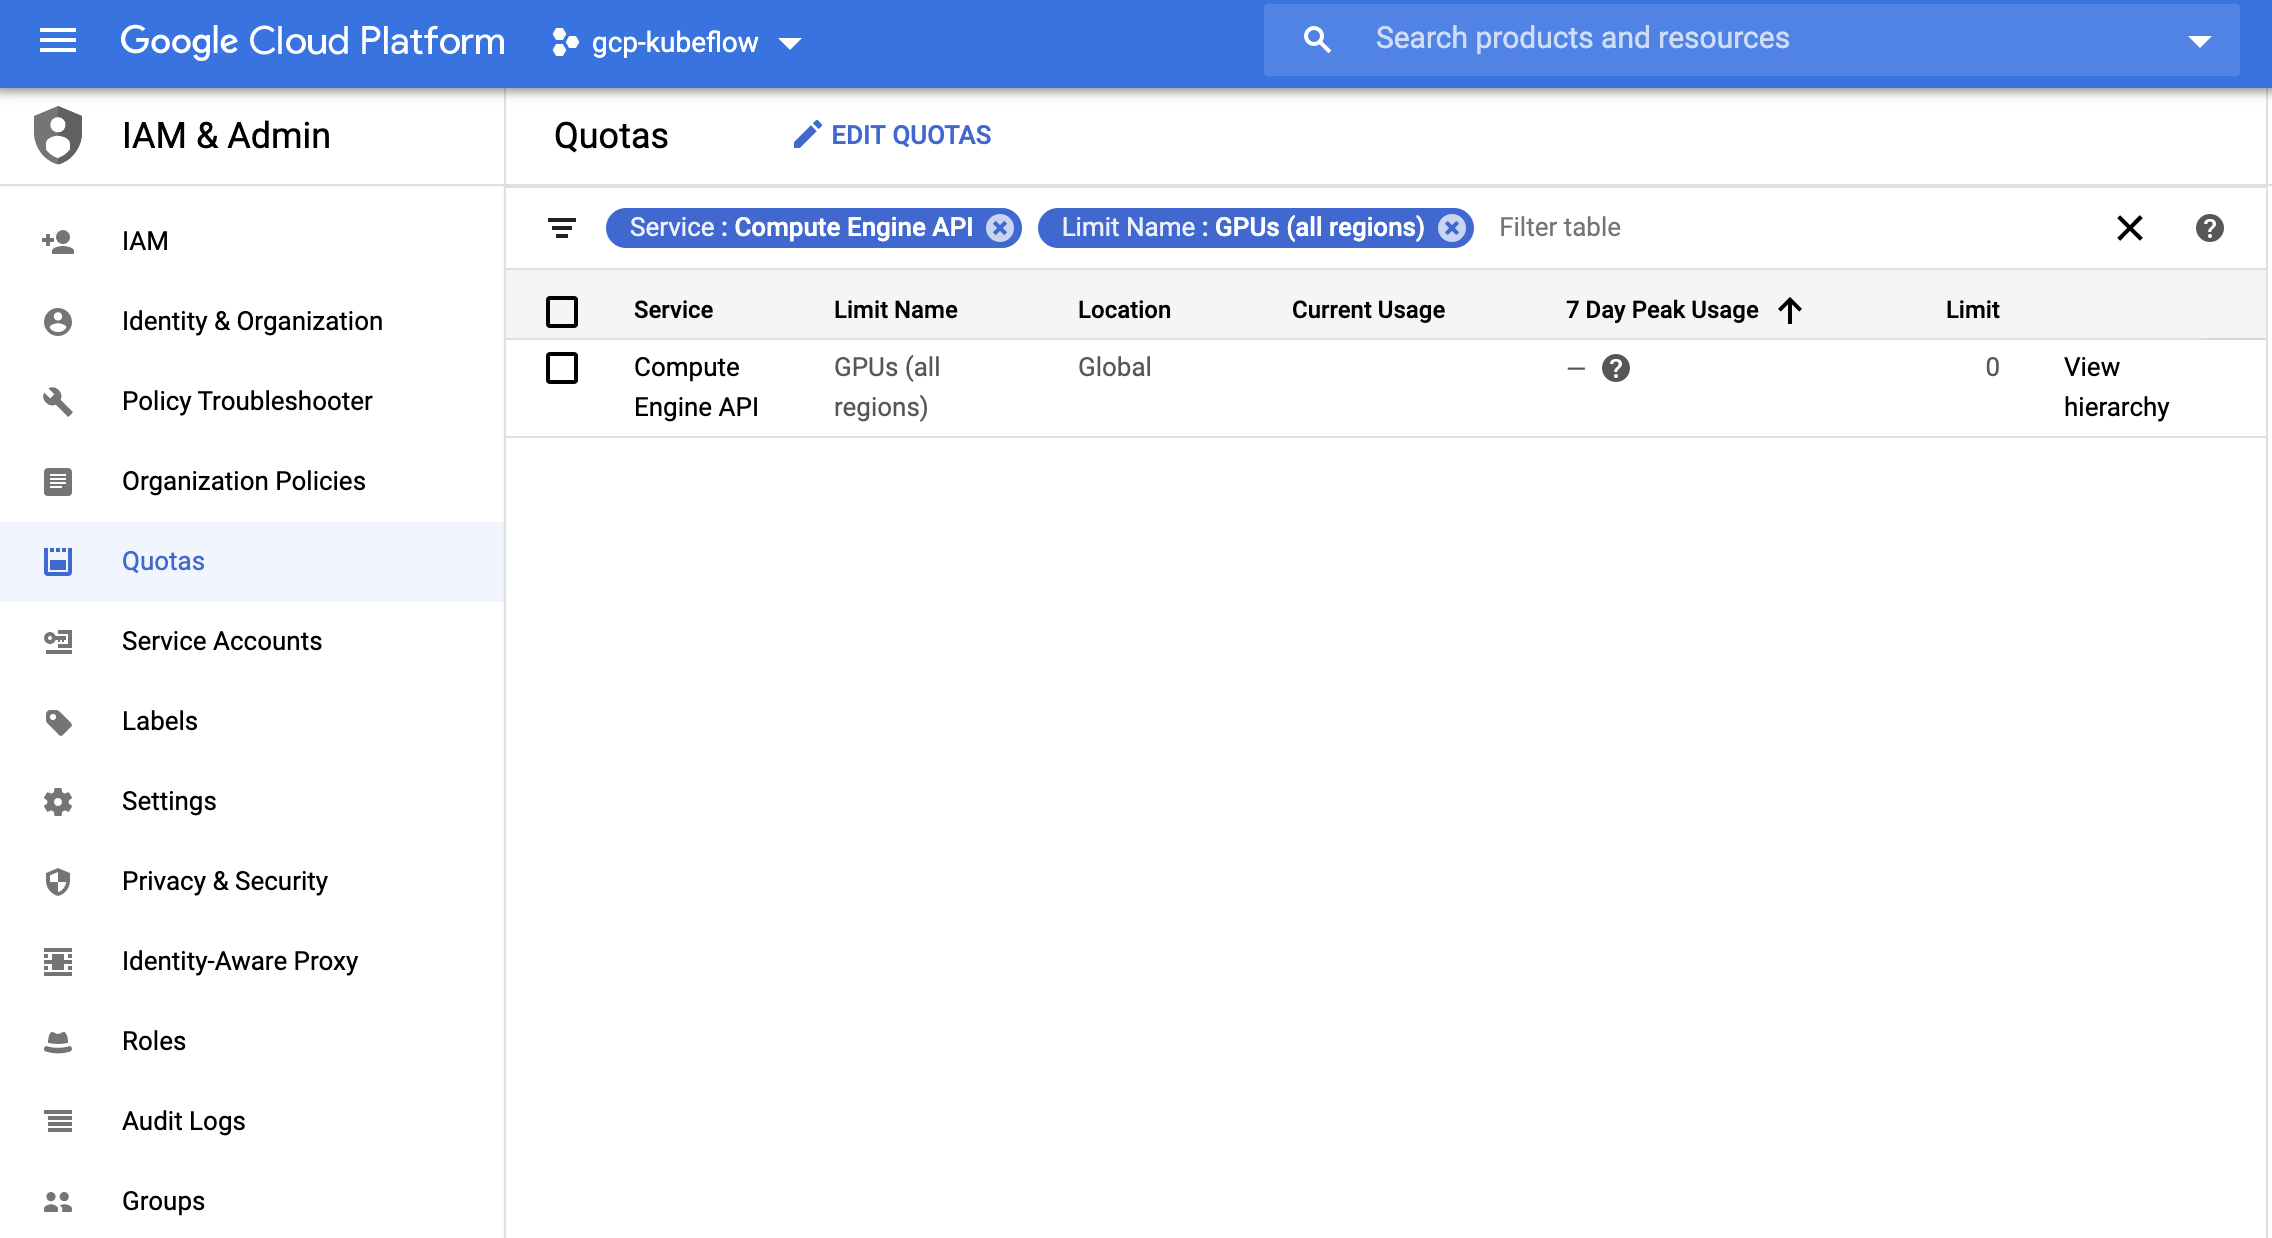 Google Cloud Platform
gcp-kubeflow
Search products and resources
IAM & Admin
Quotas
EDIT QUOTAS
IAM
Identity & Organization
Policy Troubleshooter
Organization Policies
Quotas
Service Accounts
Labels
Settings
Privacy & Security
Identity-Aware Proxy
Roles
Audit Logs
Groups
Service : Compute Engine API
Limit Name : GPUs (all regions)
Filter table
Service Limit Name Location Current Usage 7 Day Peak Usage Limit
Compute GPUs (all Global — 0 View
Engine API regions) hierarchy